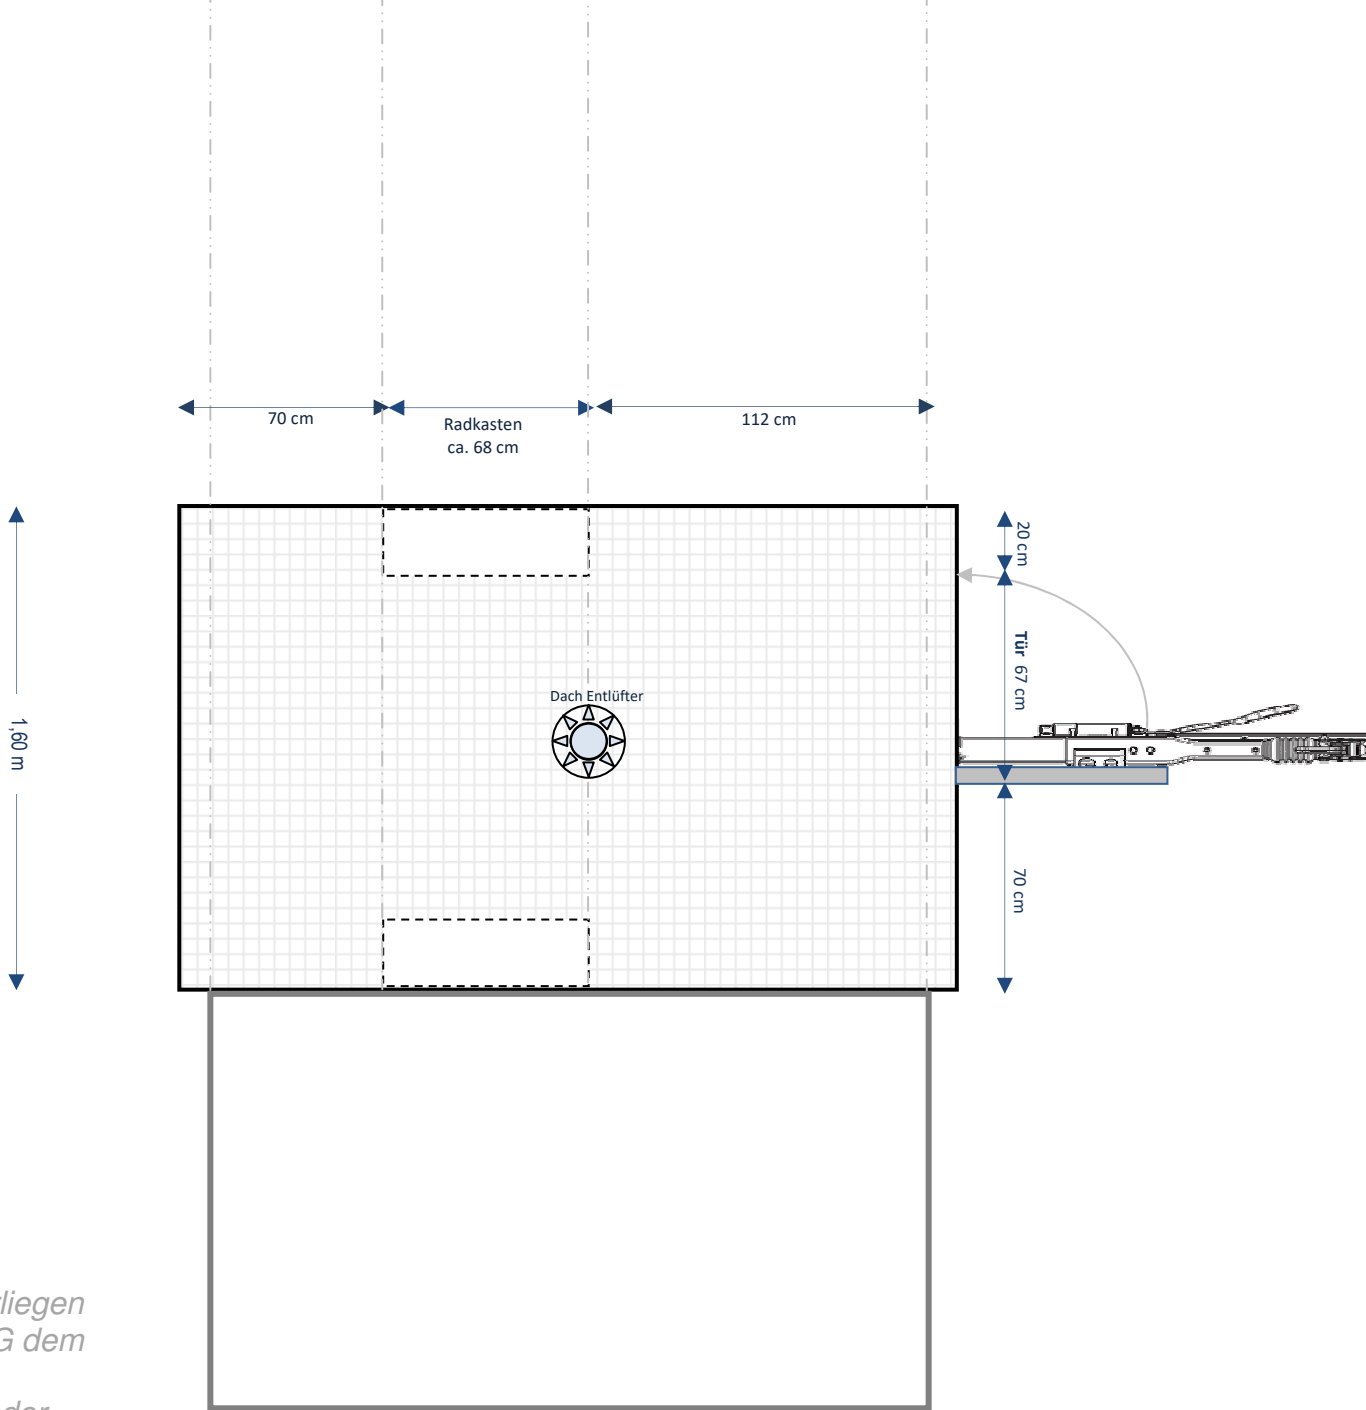 70 cm
Radkasten
ca. 68 cm
112 cm
20 cm
Tür 67 cm
Dach Entlüfter
1,60 m
70 cm
liegen
G dem
der